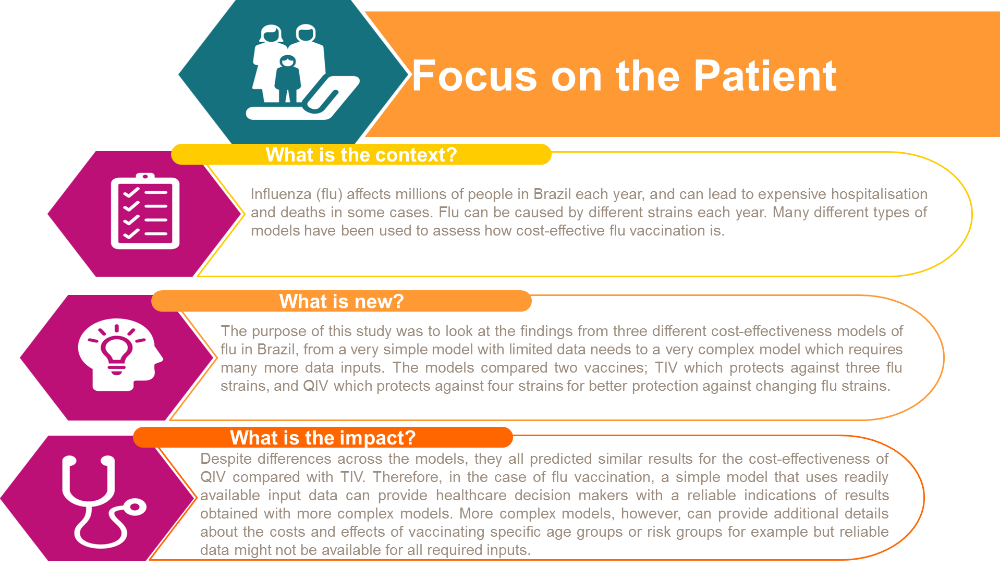 Focus on the Patient
What is the context?
Influenza (flu) affects millions of people in Brazil each year, and can lead to expensive hospitalisation
and deaths in some cases. Flu can be caused by different strains each year. Many different types of
models have been used to assess how cost-effective flu vaccination is.
What is new?
The purpose of this study was to look at the findings from three different cost-effectiveness models of
flu in Brazil, from a very simple model with limited data needs to a very complex model which requires
many more data inputs. The models compared two vaccines; TIV which protects against three flu
strains, and QIV which protects against four strains for better protection against changing flu strains.
What is the impact?
Despite differences across the models, they all predicted similar results for the cost-effectiveness of
QIV compared with TIV. Therefore, in the case of flu vaccination, a simple model that uses readily
available input data can provide healthcare decision makers with a reliable indications of results
obtained with more complex models. More complex models, however, can provide additional details
about the costs and effects of vaccinating specific age groups or risk groups for example but reliable
data might not be available for all required inputs.